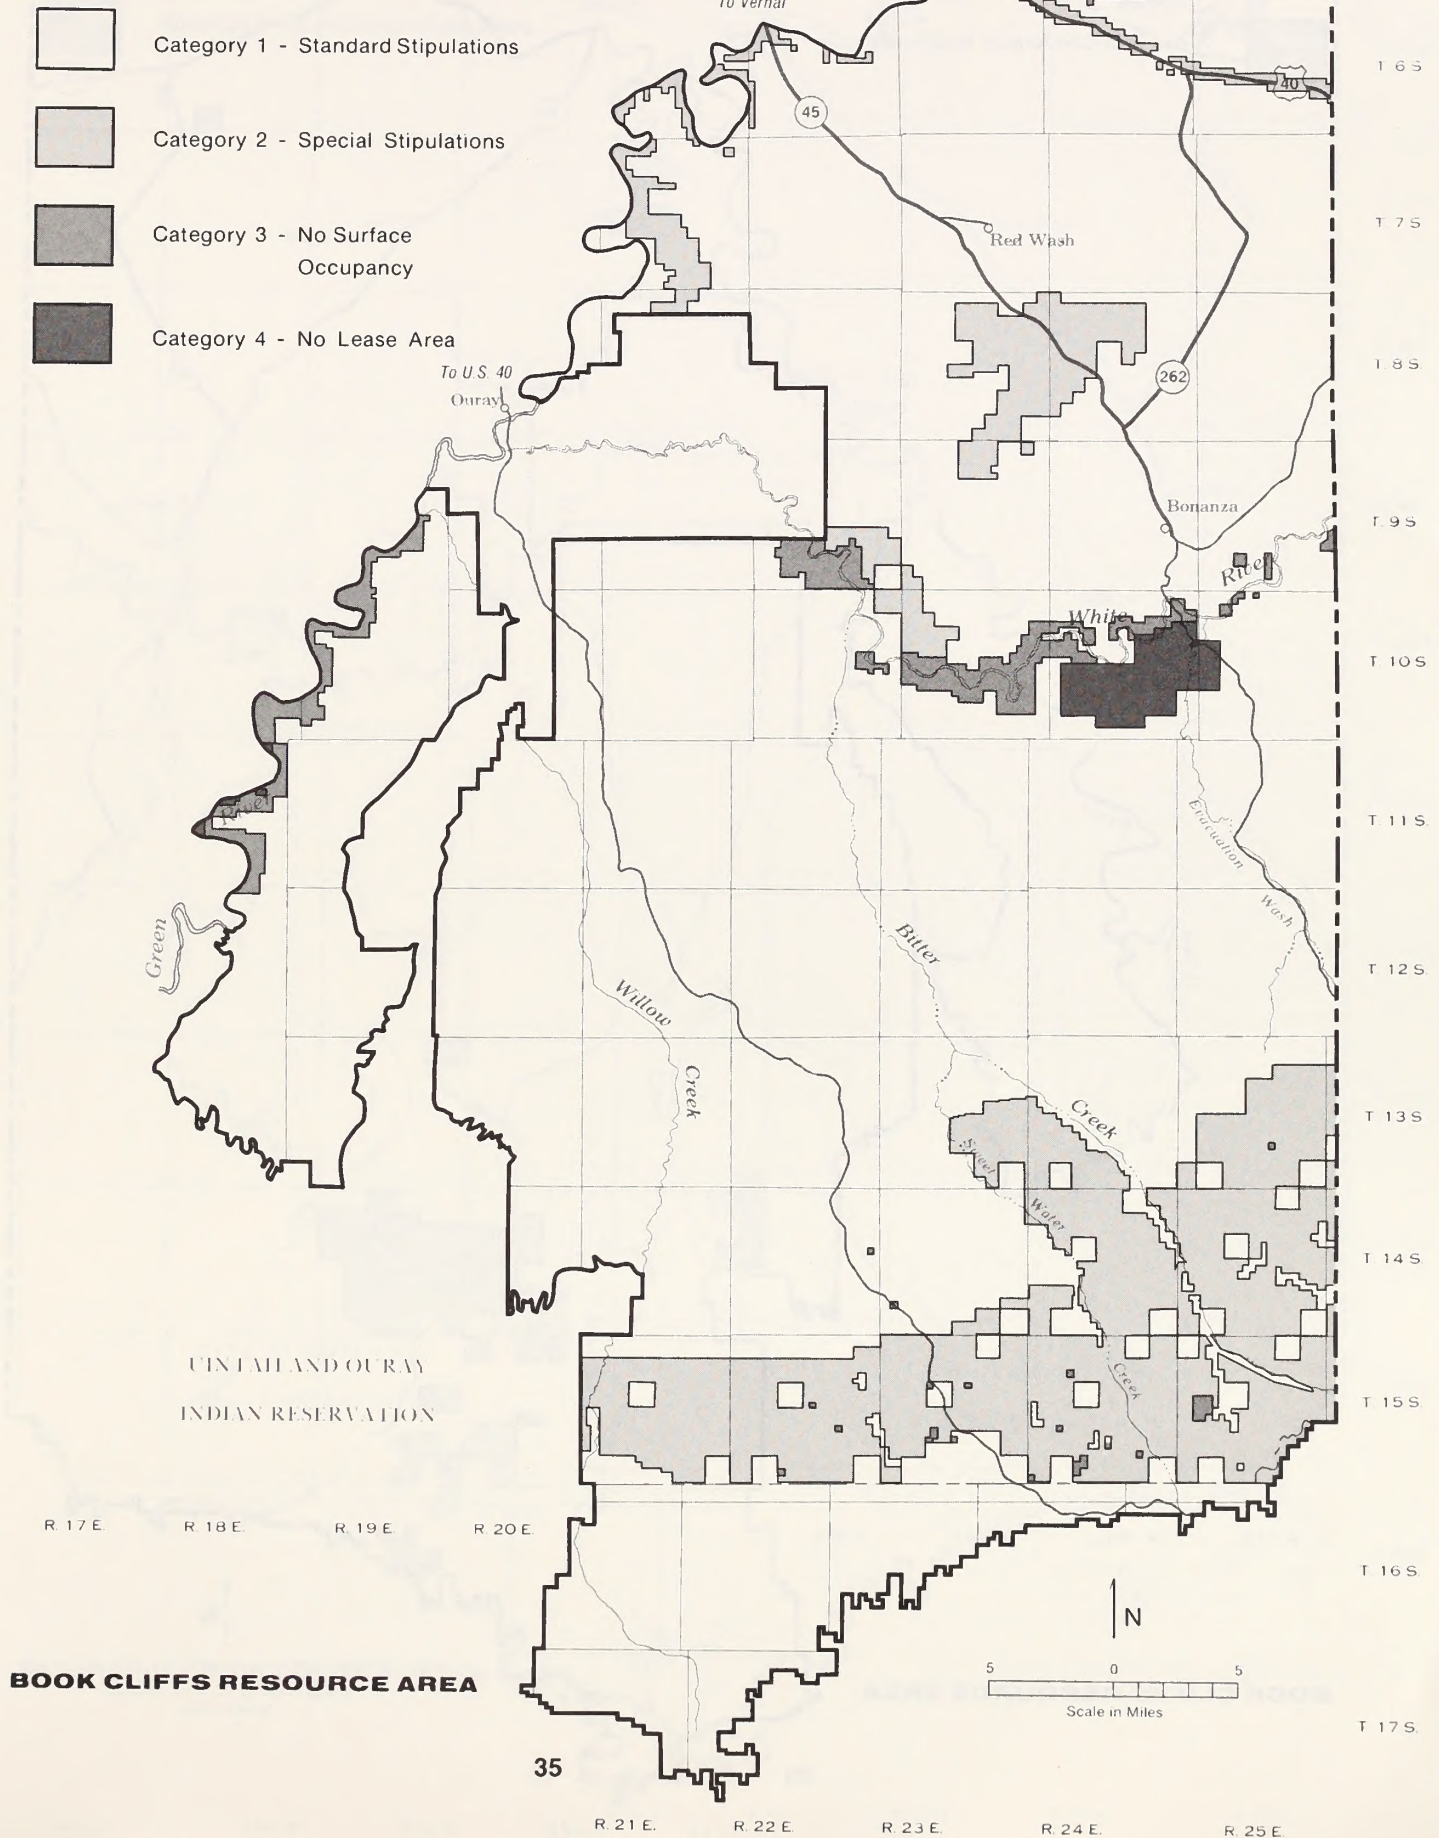 To Vernal
Category 1 - Standard Stipulations
Category 2 - Special Stipulations
Category 3 - No Surface
Occupancy
Category 4 - No Lease Area
T 6 S
40
45
T. 7 S
Red Wash
T. 8 S.
262
To U.S. 40
Ouray
Bonanza
T. 9 S
River
White
T. 10 S
River
T. 11 S.
Evacuation
Wash
Green
Bitter
T. 12 S.
Willow
Creek
Creek
T 13 S
Sweet
Water
T 14 S
Creek
UINTAH AND OURAY
INDIAN RESERVATION
T. 15 S
R. 17 E.
R. 18 E.
R. 19 E.
R. 20 E.
T. 16 S.
N
BOOK CLIFFS RESOURCE AREA
5 0 5
Scale in Miles
T 17 S.
35
R. 21 E.
R. 22 E.
R. 23 E.
R. 24 E.
R. 25 E.